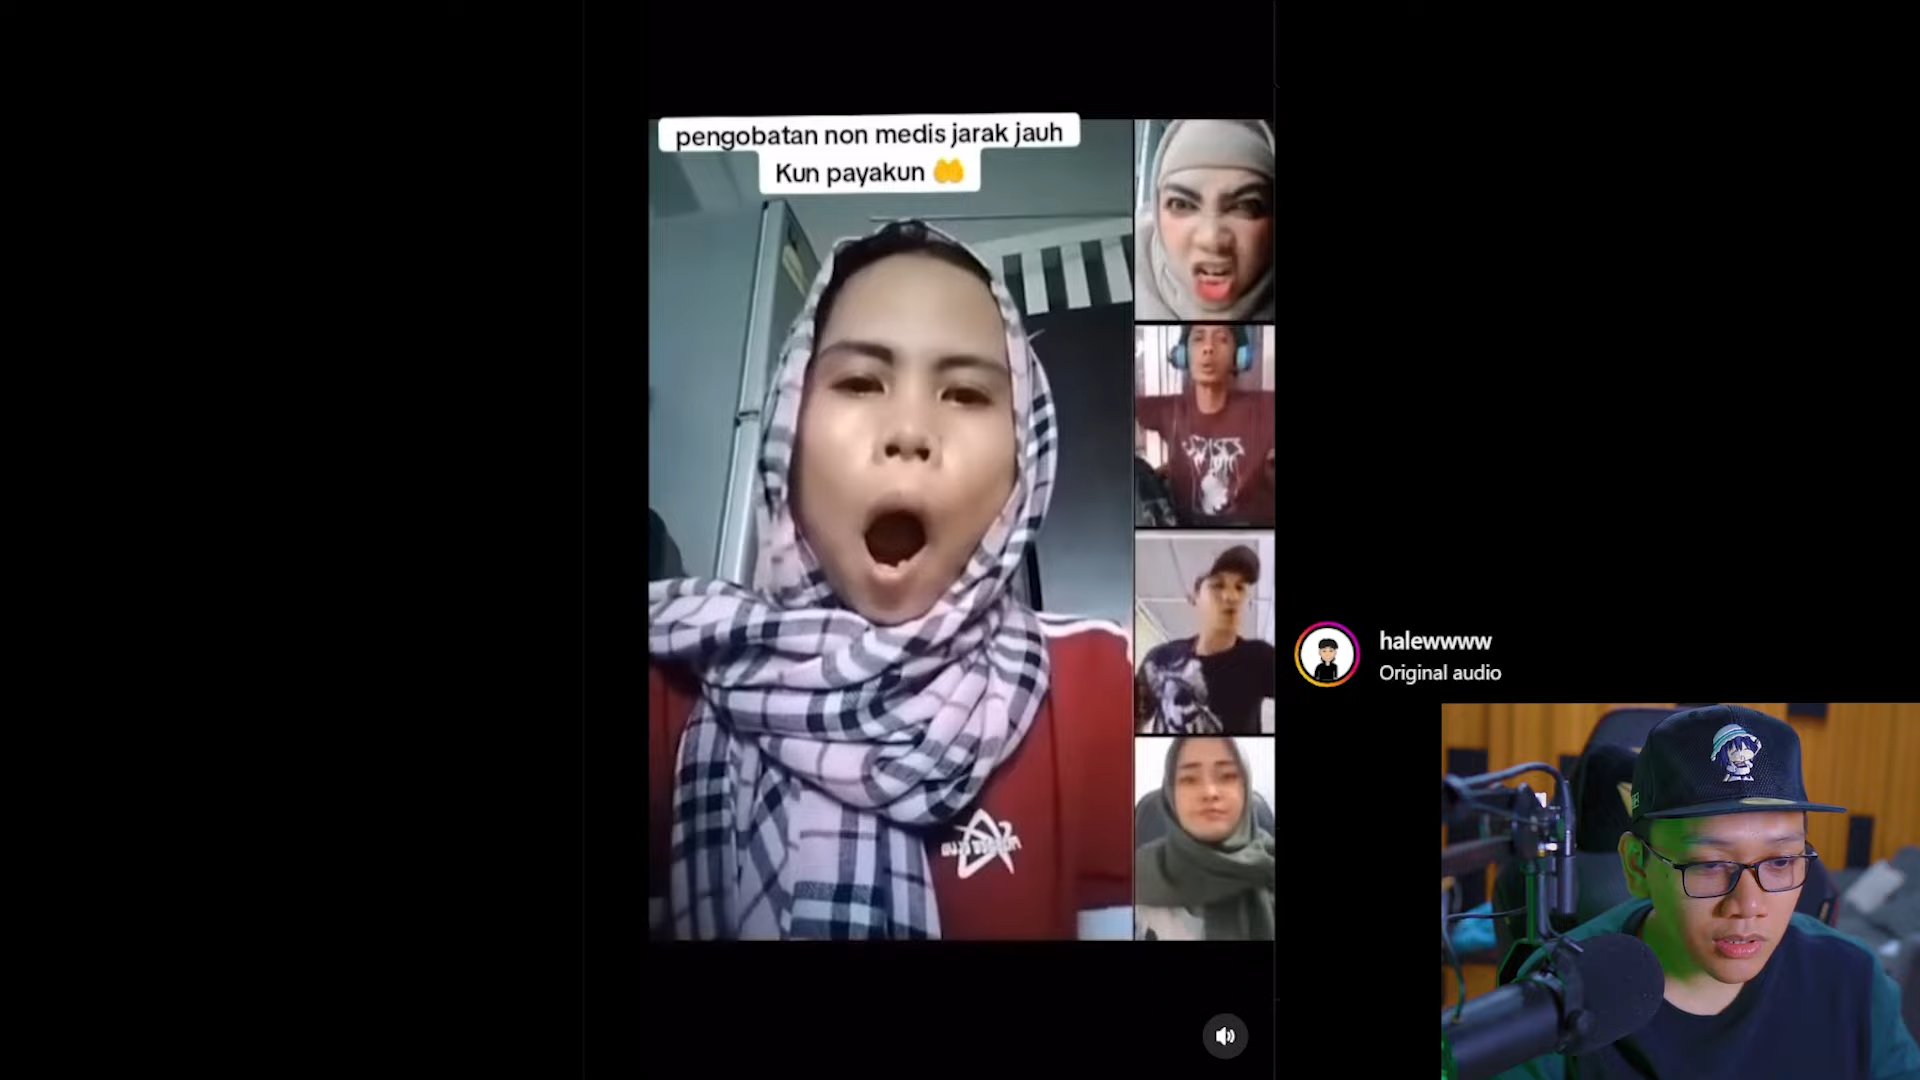 pengobatan non medis jarak jauh
Kun payakun 🤲
halewwww
Original audio